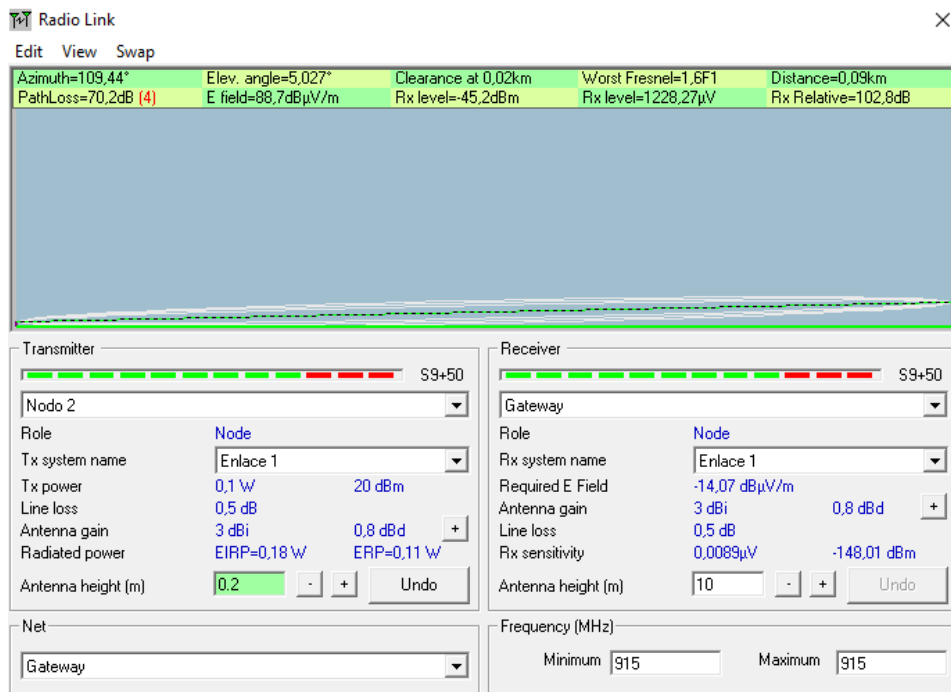 Radio Link
Edit View Swap
Azimuth=109,44° Elev. angle=5,027° Clearance at 0,02km Worst Fresnel=1,6F1 Distance=0,09km
PathLoss=70,2dB (4) E field=88,7dBµV/m Rx level=-45,2dBm Rx level=1228,27µV Rx Relative=102,8dB
Transmitter
S9+50
Nodo 2
Role Node
Tx system name Enlace 1
Tx power 0,1 W 20 dBm
Line loss 0,5 dB
Antenna gain 3 dBi 0,8 dBd +
Radiated power EIRP=0,18 W ERP=0,11 W
Antenna height (m) 0.2 - + Undo
Receiver
S9+50
Gateway
Role Node
Rx system name Enlace 1
Required E Field -14,07 dBµV/m
Antenna gain 3 dBi 0,8 dBd +
Line loss 0,5 dB
Rx sensitivity 0,0089µV -148,01 dBm
Antenna height (m) 10 - + Undo
Net
Gateway
Frequency (MHz)
Minimum 915 Maximum 915